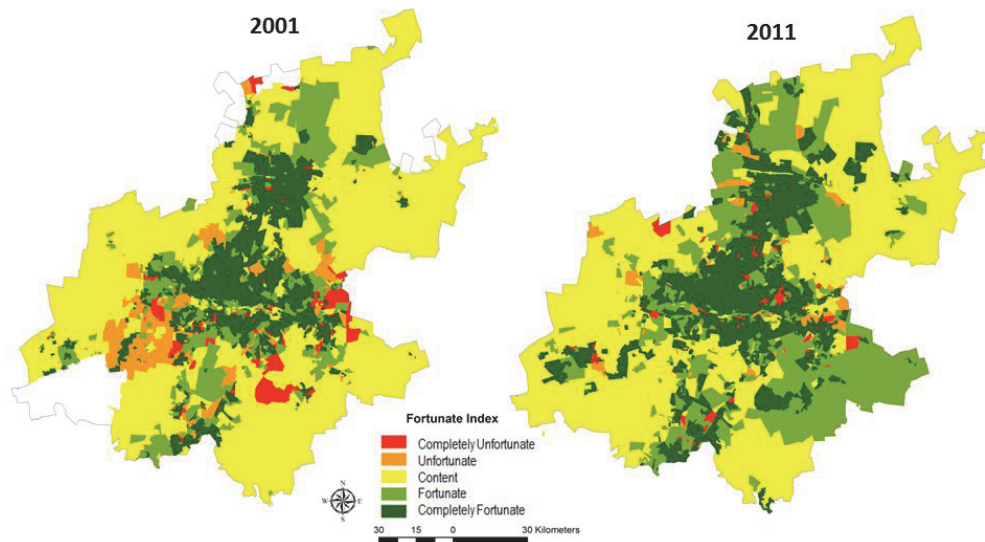 2001
2011
Fortunate Index
Completely Unfortunate
Unfortunate
Content
Fortunate
Completely Fortunate
N
W E
S
30 15 0 30 Kilometers